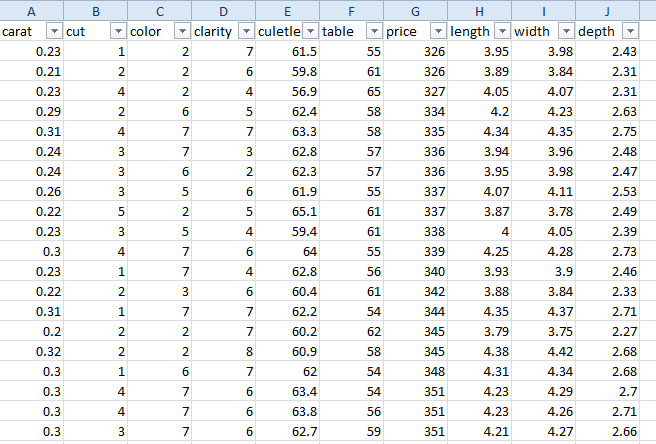 A B C D E F G H I J
carat cut color clarity culetle table price length width depth
0.23 1 2 7 61.5 55 326 3.95 3.98 2.43
0.21 2 2 6 59.8 61 326 3.89 3.84 2.31
0.23 4 2 4 56.9 65 327 4.05 4.07 2.31
0.29 2 6 5 62.4 58 334 4.2 4.23 2.63
0.31 4 7 7 63.3 58 335 4.34 4.35 2.75
0.24 3 7 3 62.8 57 336 3.94 3.96 2.48
0.24 3 6 2 62.3 57 336 3.95 3.98 2.47
0.26 3 5 6 61.9 55 337 4.07 4.11 2.53
0.22 5 2 5 65.1 61 337 3.87 3.78 2.49
0.23 3 5 4 59.4 61 338 4 4.05 2.39
0.3 4 7 6 64 55 339 4.25 4.28 2.73
0.23 1 7 4 62.8 56 340 3.93 3.9 2.46
0.22 2 3 6 60.4 61 342 3.88 3.84 2.33
0.31 1 7 7 62.2 54 344 4.35 4.37 2.71
0.2 2 2 7 60.2 62 345 3.79 3.75 2.27
0.32 2 2 8 60.9 58 345 4.38 4.42 2.68
0.3 1 6 7 62 54 348 4.31 4.34 2.68
0.3 4 7 6 63.4 54 351 4.23 4.29 2.7
0.3 4 7 6 63.8 56 351 4.23 4.26 2.71
0.3 3 7 6 62.7 59 351 4.21 4.27 2.66